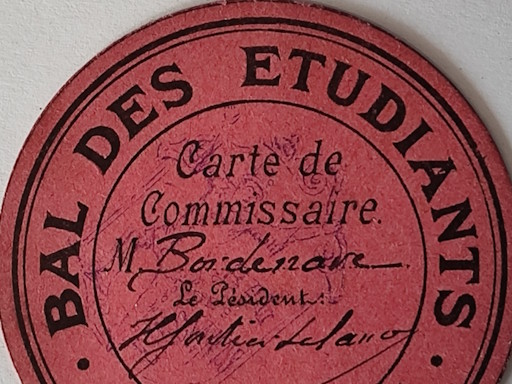 BAL DES ETUDIANTS
Carte de
Commissaire.
M. Bordenave
Le Président: